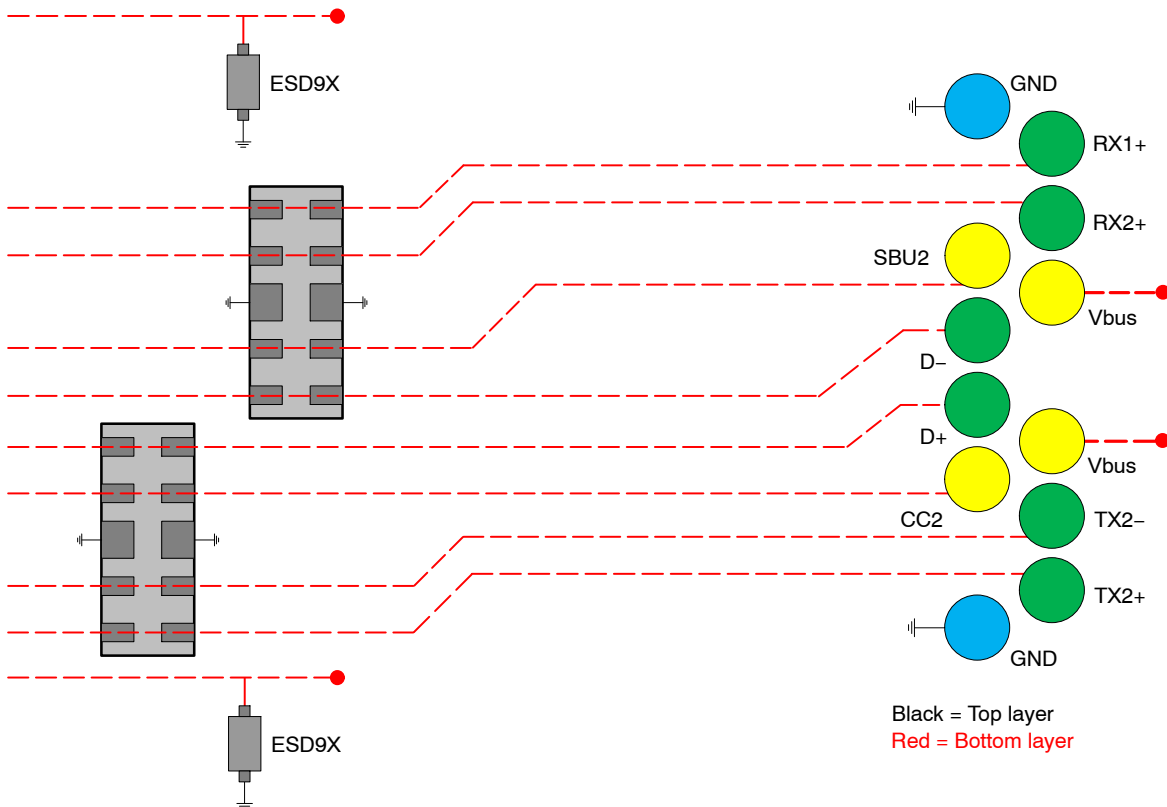 ESD9X
GND
RX1+
RX2+
SBU2
Vbus
D−
D+
Vbus
CC2
TX2−
TX2+
GND
Black = Top layer
Red = Bottom layer
ESD9X